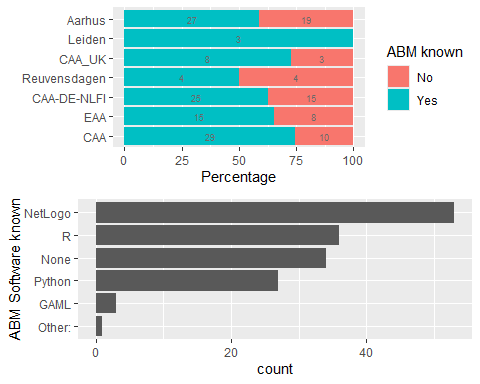 Aarhus 27 19
Leiden 3
CAA_UK 8 3
Reuvensdagen 4 4
CAA-DE-NLFI 25 15
EAA 15 8
CAA 29 10
0 25 50 75 100
Percentage
ABM known
No
Yes
ABM Software known
NetLogo
R
None
Python
GAML
Other:
0 20 40
count